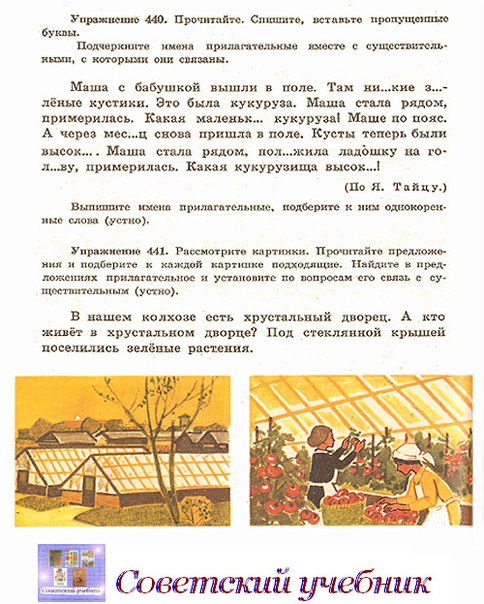 Упражнение 440. Прочитайте. Спишите, вставьте пропущенные
буквы.
Подчеркните имена прилагательные вместе с существитель-
ными, с которыми они связаны.
Маша с бабушкой вышли в поле. Там ни...кие з...-
лёные кустики. Это была кукуруза. Маша стала рядом,
примерилась. Какая маленьк... кукуруза! Маше по пояс.
А через мес...ц снова пришла в поле. Кусты теперь были
высок... . Маша стала рядом, пол...жила ладошку на го-
л...ву, примерилась. Какая кукурузища высок...!
(По Я. Тайцу.)
Выпишите имена прилагательные, подберите к ним однокорен-
ные слова (устно).
Упражнение 441. Рассмотрите картинки. Прочитайте предложе-
ния и подберите к каждой картинке подходящие. Найдите в пред-
ложениях прилагательное и установите по вопросам его связь с су-
ществительным (устно).
В нашем колхозе есть хрустальный дворец. А кто
живёт в хрустальном дворце? Под стеклянной крышей
поселились зелёные растения.
Советский учебник
Советский учебник